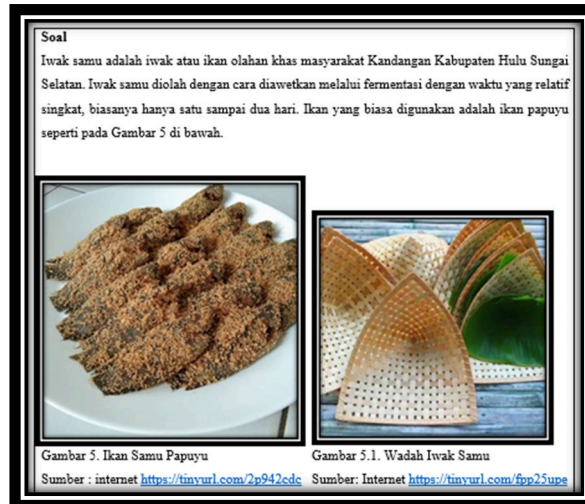 Soal
Iwak samu adalah iwak atau ikan olahan khas masyarakat Kandangan Kabupaten Hulu Sungai
Selatan. Iwak samu diolah dengan cara diawetkan melalui fermentasi dengan waktu yang relatif
singkat, biasanya hanya satu sampai dua hari. Ikan yang biasa digunakan adalah ikan papuyu
seperti pada Gambar 5 di bawah.
Gambar 5. Ikan Samu Papuyu
Sumber : internet https://tinyurl.com/2p942cdc
Gambar 5.1. Wadah Iwak Samu
Sumber: Internet https://tinyurl.com/fpp25upe